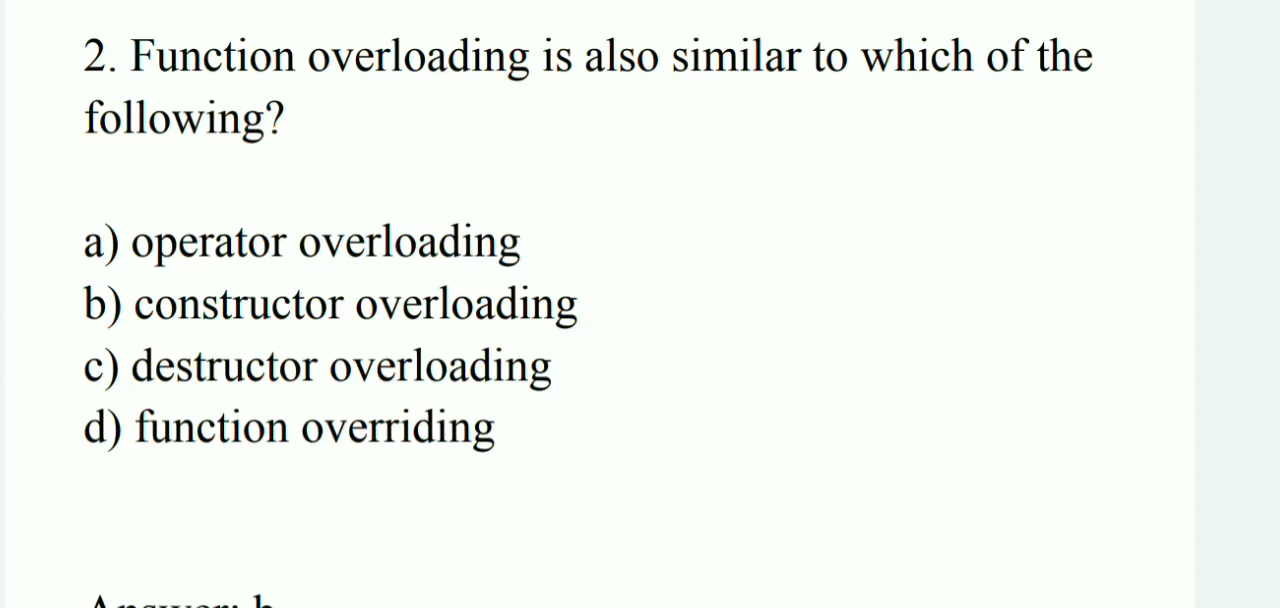 2. Function overloading is also similar to which of the
following?
a) operator overloading
b) constructor overloading
c) destructor overloading
d) function overriding